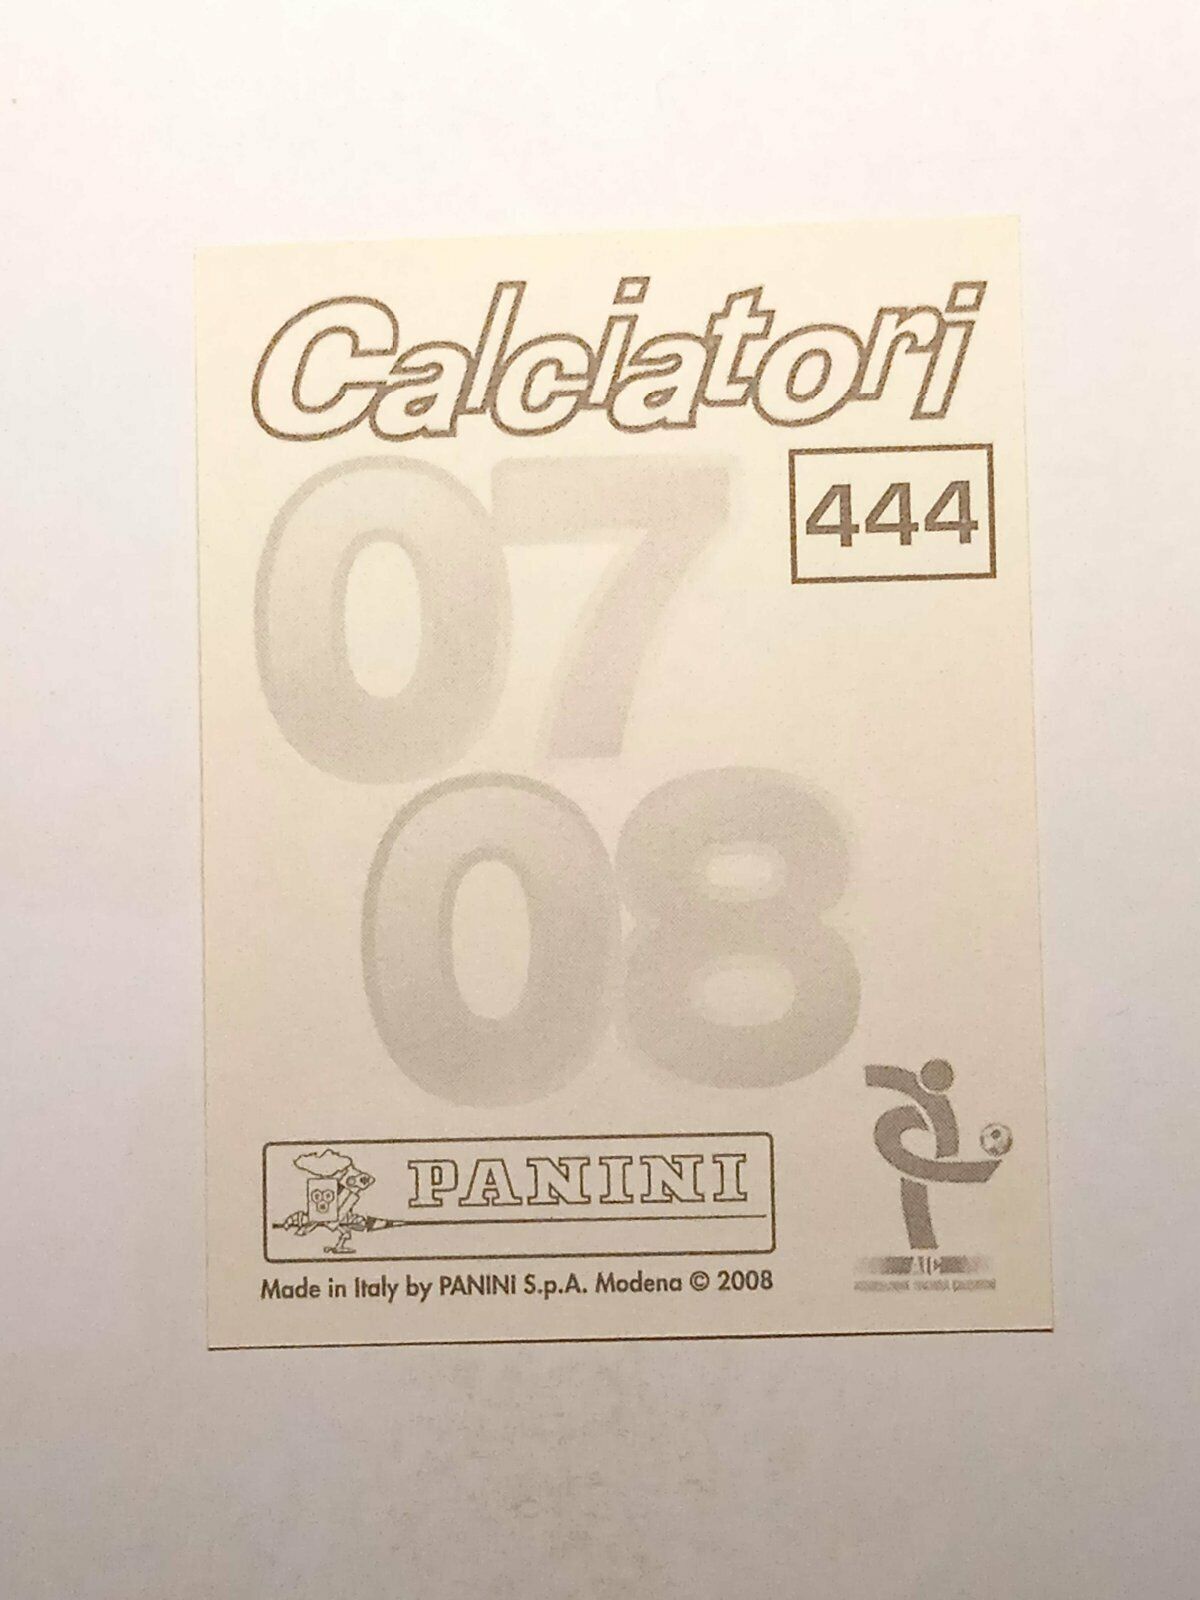 Calciatori
07
444
08
PANINI
Made in Italy by PANINI S.p.A. Modena © 2008